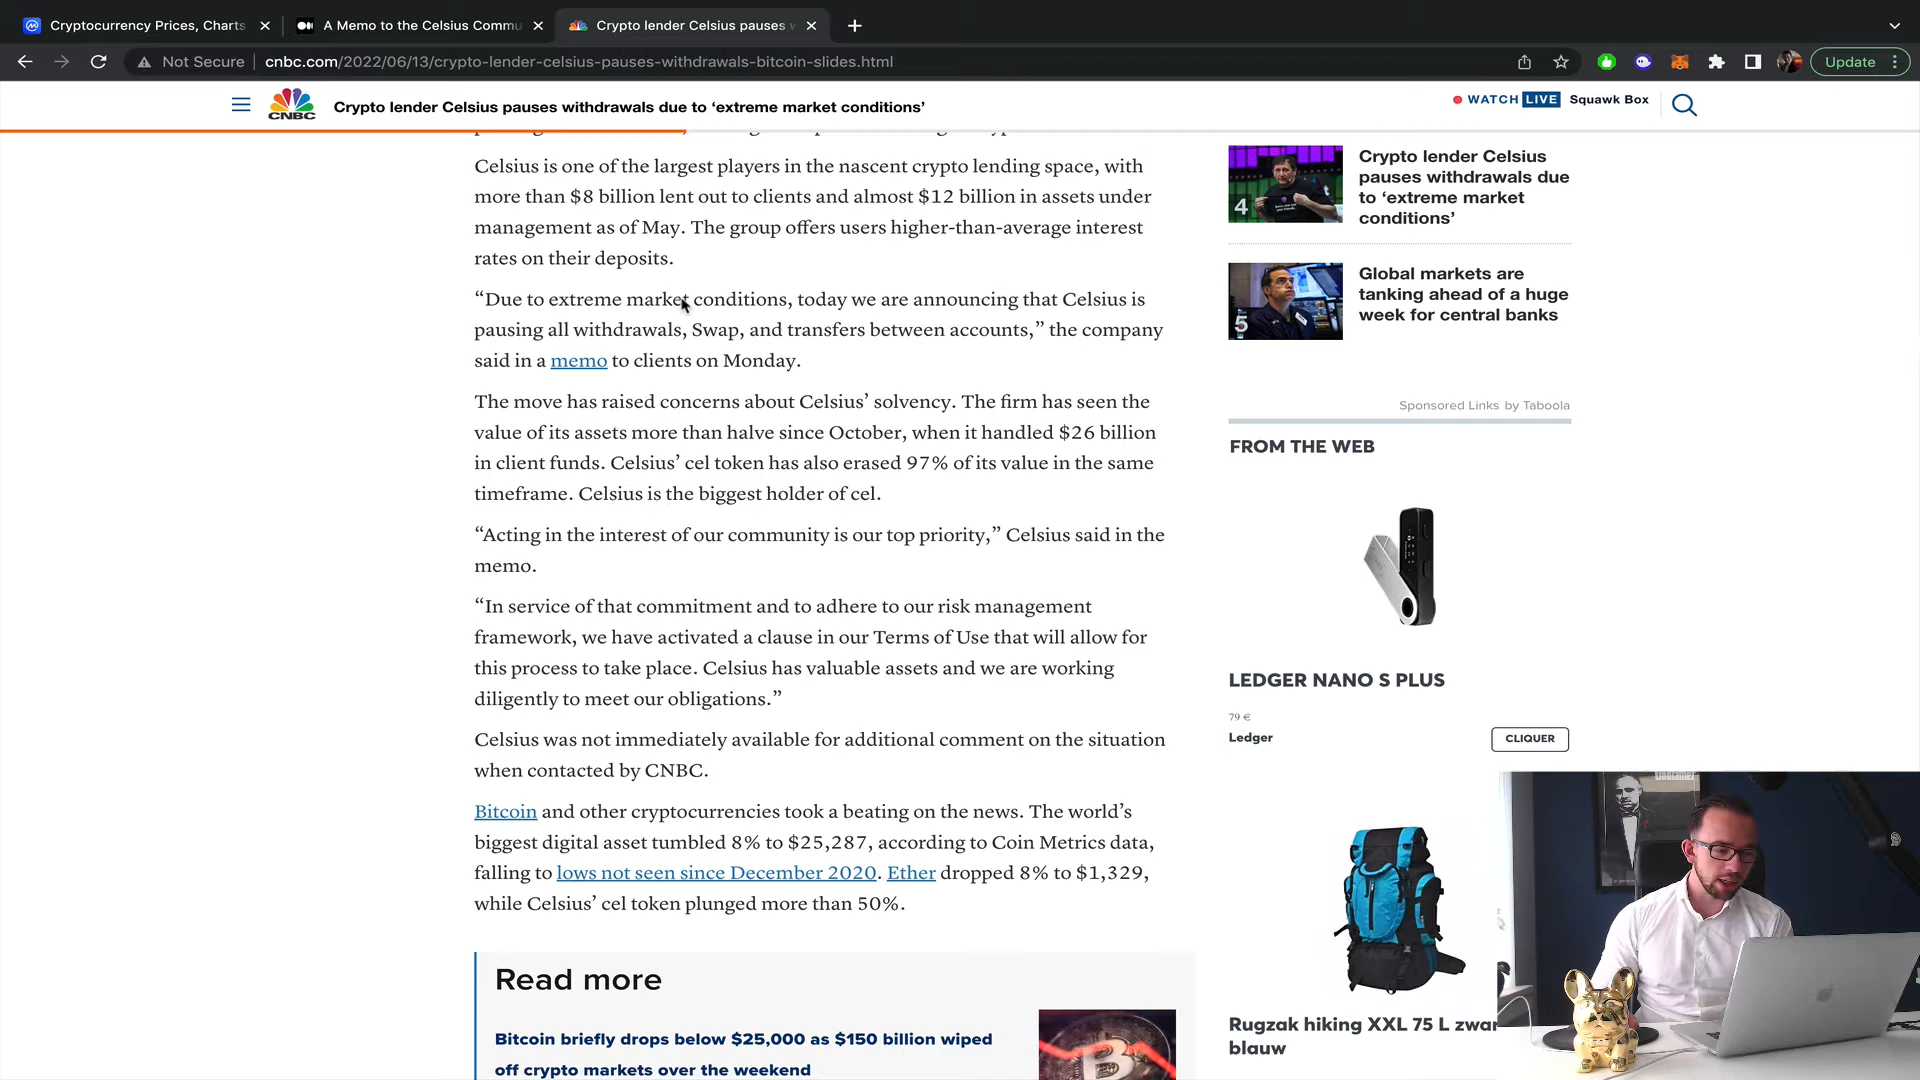 Cryptocurrency Prices, Charts
A Memo to the Celsius Commu
Crypto lender Celsius pauses w
Not Secure
cnbc.com/2022/06/13/crypto-lender-celsius-pauses-withdrawals-bitcoin-slides.html
Update
CNBC
Crypto lender Celsius pauses withdrawals due to ‘extreme market conditions’
WATCH LIVE
Squawk Box
Celsius is one of the largest players in the nascent crypto lending space, with
more than $8 billion lent out to clients and almost $12 billion in assets under
management as of May. The group offers users higher-than-average interest
rates on their deposits.
“Due to extreme market conditions, today we are announcing that Celsius is
pausing all withdrawals, Swap, and transfers between accounts,” the company
said in a memo to clients on Monday.
The move has raised concerns about Celsius’ solvency. The firm has seen the
value of its assets more than halve since October, when it handled $26 billion
in client funds. Celsius’ cel token has also erased 97% of its value in the same
timeframe. Celsius is the biggest holder of cel.
“Acting in the interest of our community is our top priority,” Celsius said in the
memo.
“In service of that commitment and to adhere to our risk management
framework, we have activated a clause in our Terms of Use that will allow for
this process to take place. Celsius has valuable assets and we are working
diligently to meet our obligations.”
Celsius was not immediately available for additional comment on the situation
when contacted by CNBC.
Bitcoin and other cryptocurrencies took a beating on the news. The world’s
biggest digital asset tumbled 8% to $25,287, according to Coin Metrics data,
falling to lows not seen since December 2020. Ether dropped 8% to $1,329,
while Celsius’ cel token plunged more than 50%.
Read more
Bitcoin briefly drops below $25,000 as $150 billion wiped
off crypto markets over the weekend
4
Crypto lender Celsius
pauses withdrawals due
to ‘extreme market
conditions’
5
Global markets are
tanking ahead of a huge
week for central banks
Sponsored Links by Taboola
FROM THE WEB
LEDGER NANO S PLUS
79 €
Ledger
CLIQUER
Rugzak hiking XXL 75 L zwar
blauw